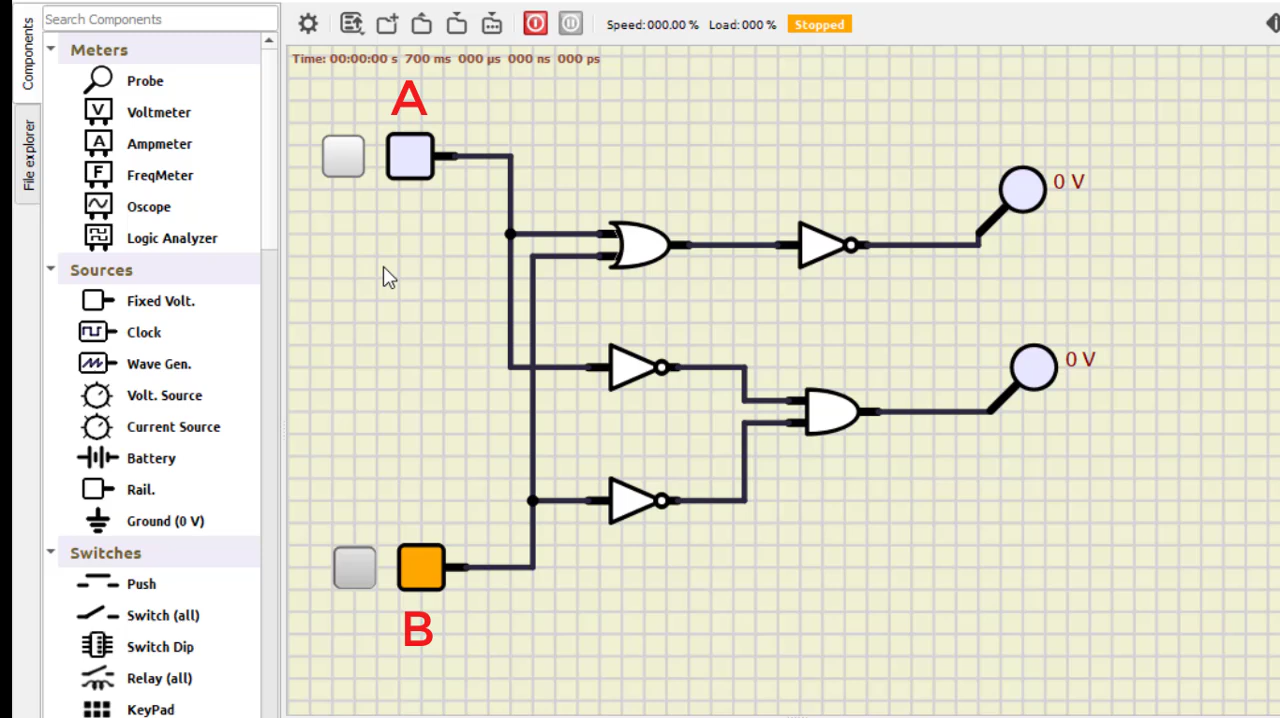 Components
File explorer
Search Components
Meters
Probe
V
Voltmeter
A
Ampmeter
F
FreqMeter
Oscope
Logic Analyzer
Sources
Fixed Volt.
Clock
Wave Gen.
Volt. Source
Current Source
Battery
Rail.
Ground (0 V)
Switches
Push
Switch (all)
Switch Dip
Relay (all)
KeyPad
Speed: 000.00 % Load: 000 % Stopped
Time: 00:00:00 s 700 ms 000 µs 000 ns 000 ps
A
0 V
0 V
B